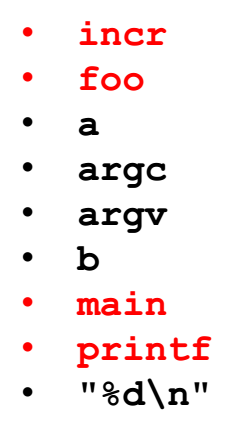 • incr
• foo
• a
• argc
• argv
• b
• main
• printf
• "%d\n"